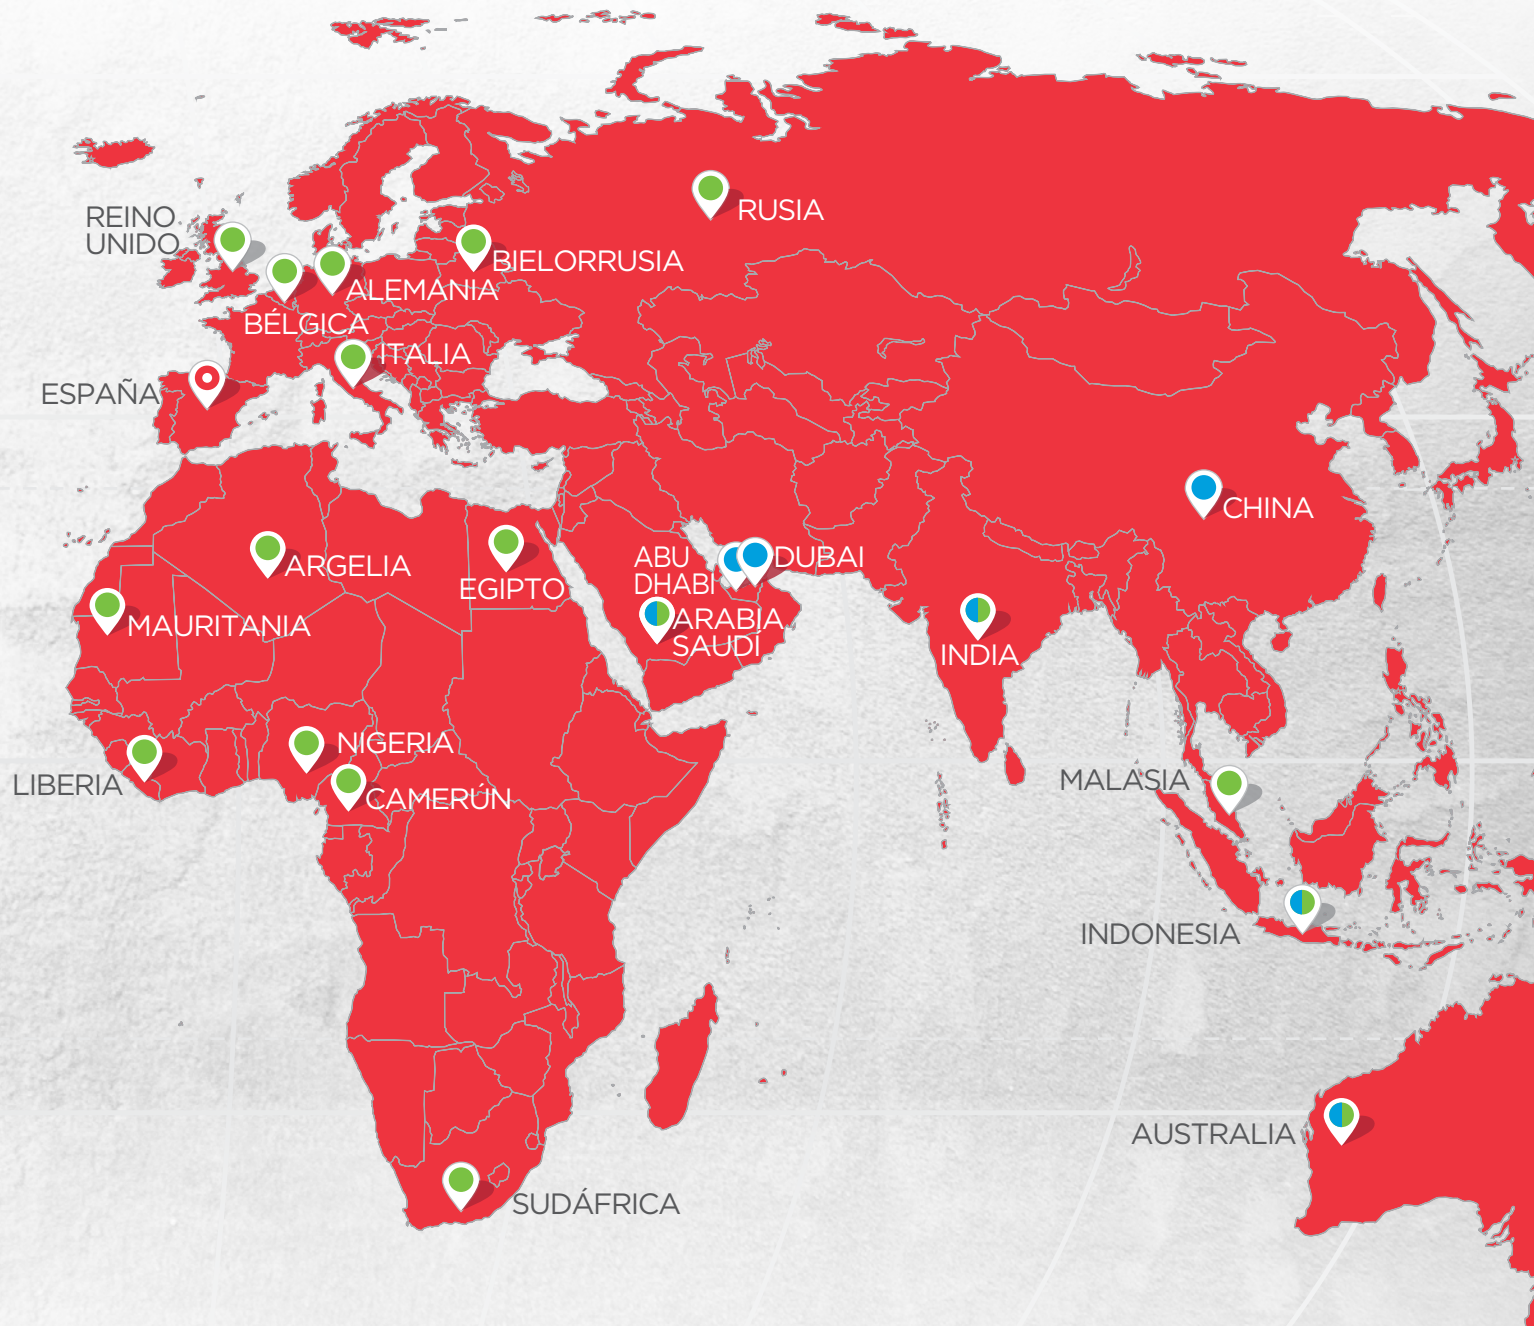 RUSIA
REINO
UNIDO
BIELORRUSIA
ALEMANIA
BÉLGICA
ITALIA
ESPAÑA
CHINA
ARGELIA
EGIPTO
ABU
DHABI
DUBAI
ARABIA
SAUDÍ
MAURITANIA
INDIA
NIGERIA
LIBERIA
CAMERÚN
MALASIA
INDONESIA
AUSTRALIA
SUDÁFRICA